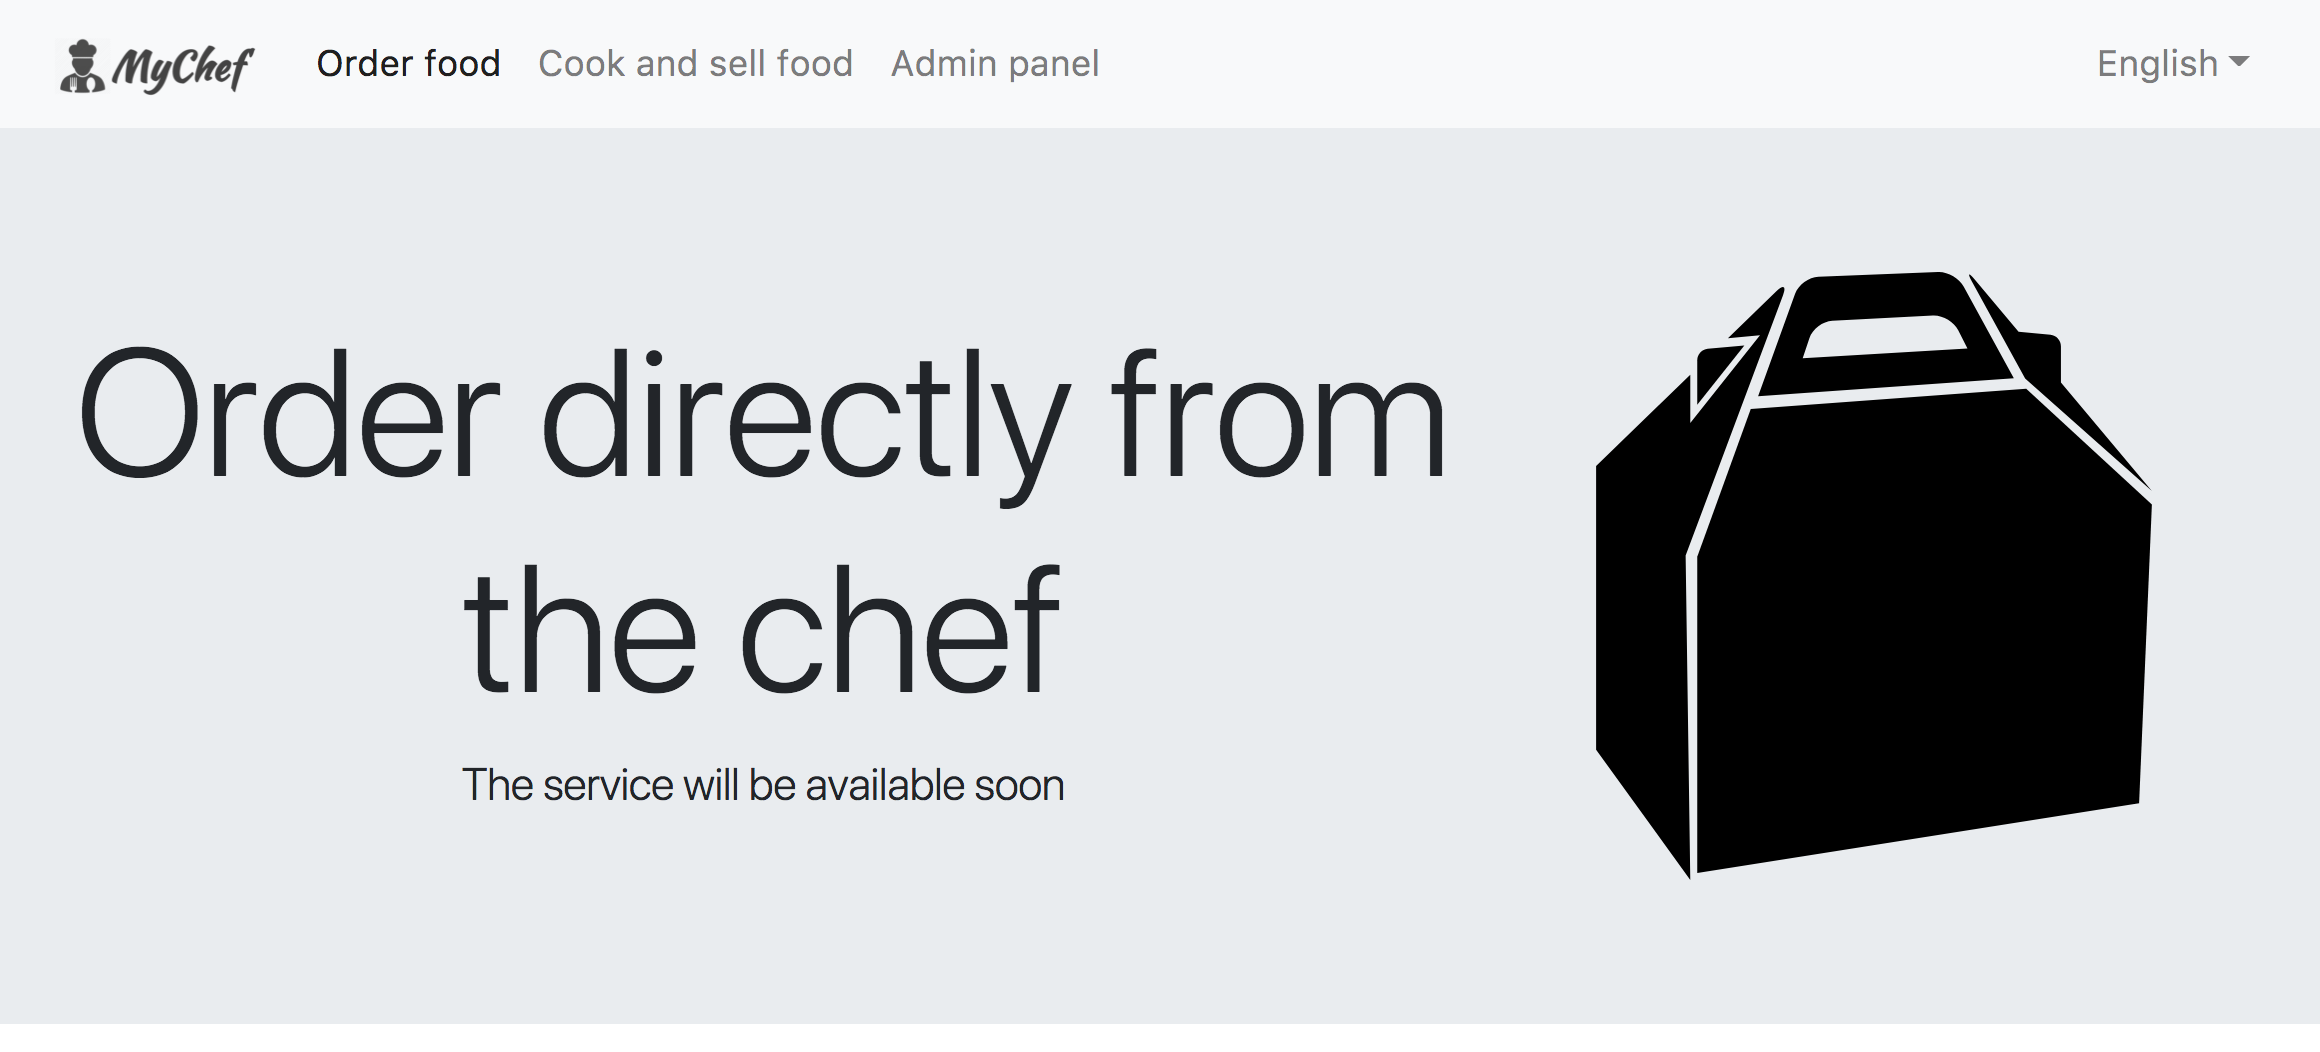 MyChef
Order food
Cook and sell food
Admin panel
English
Order directly from
the chef
The service will be available soon